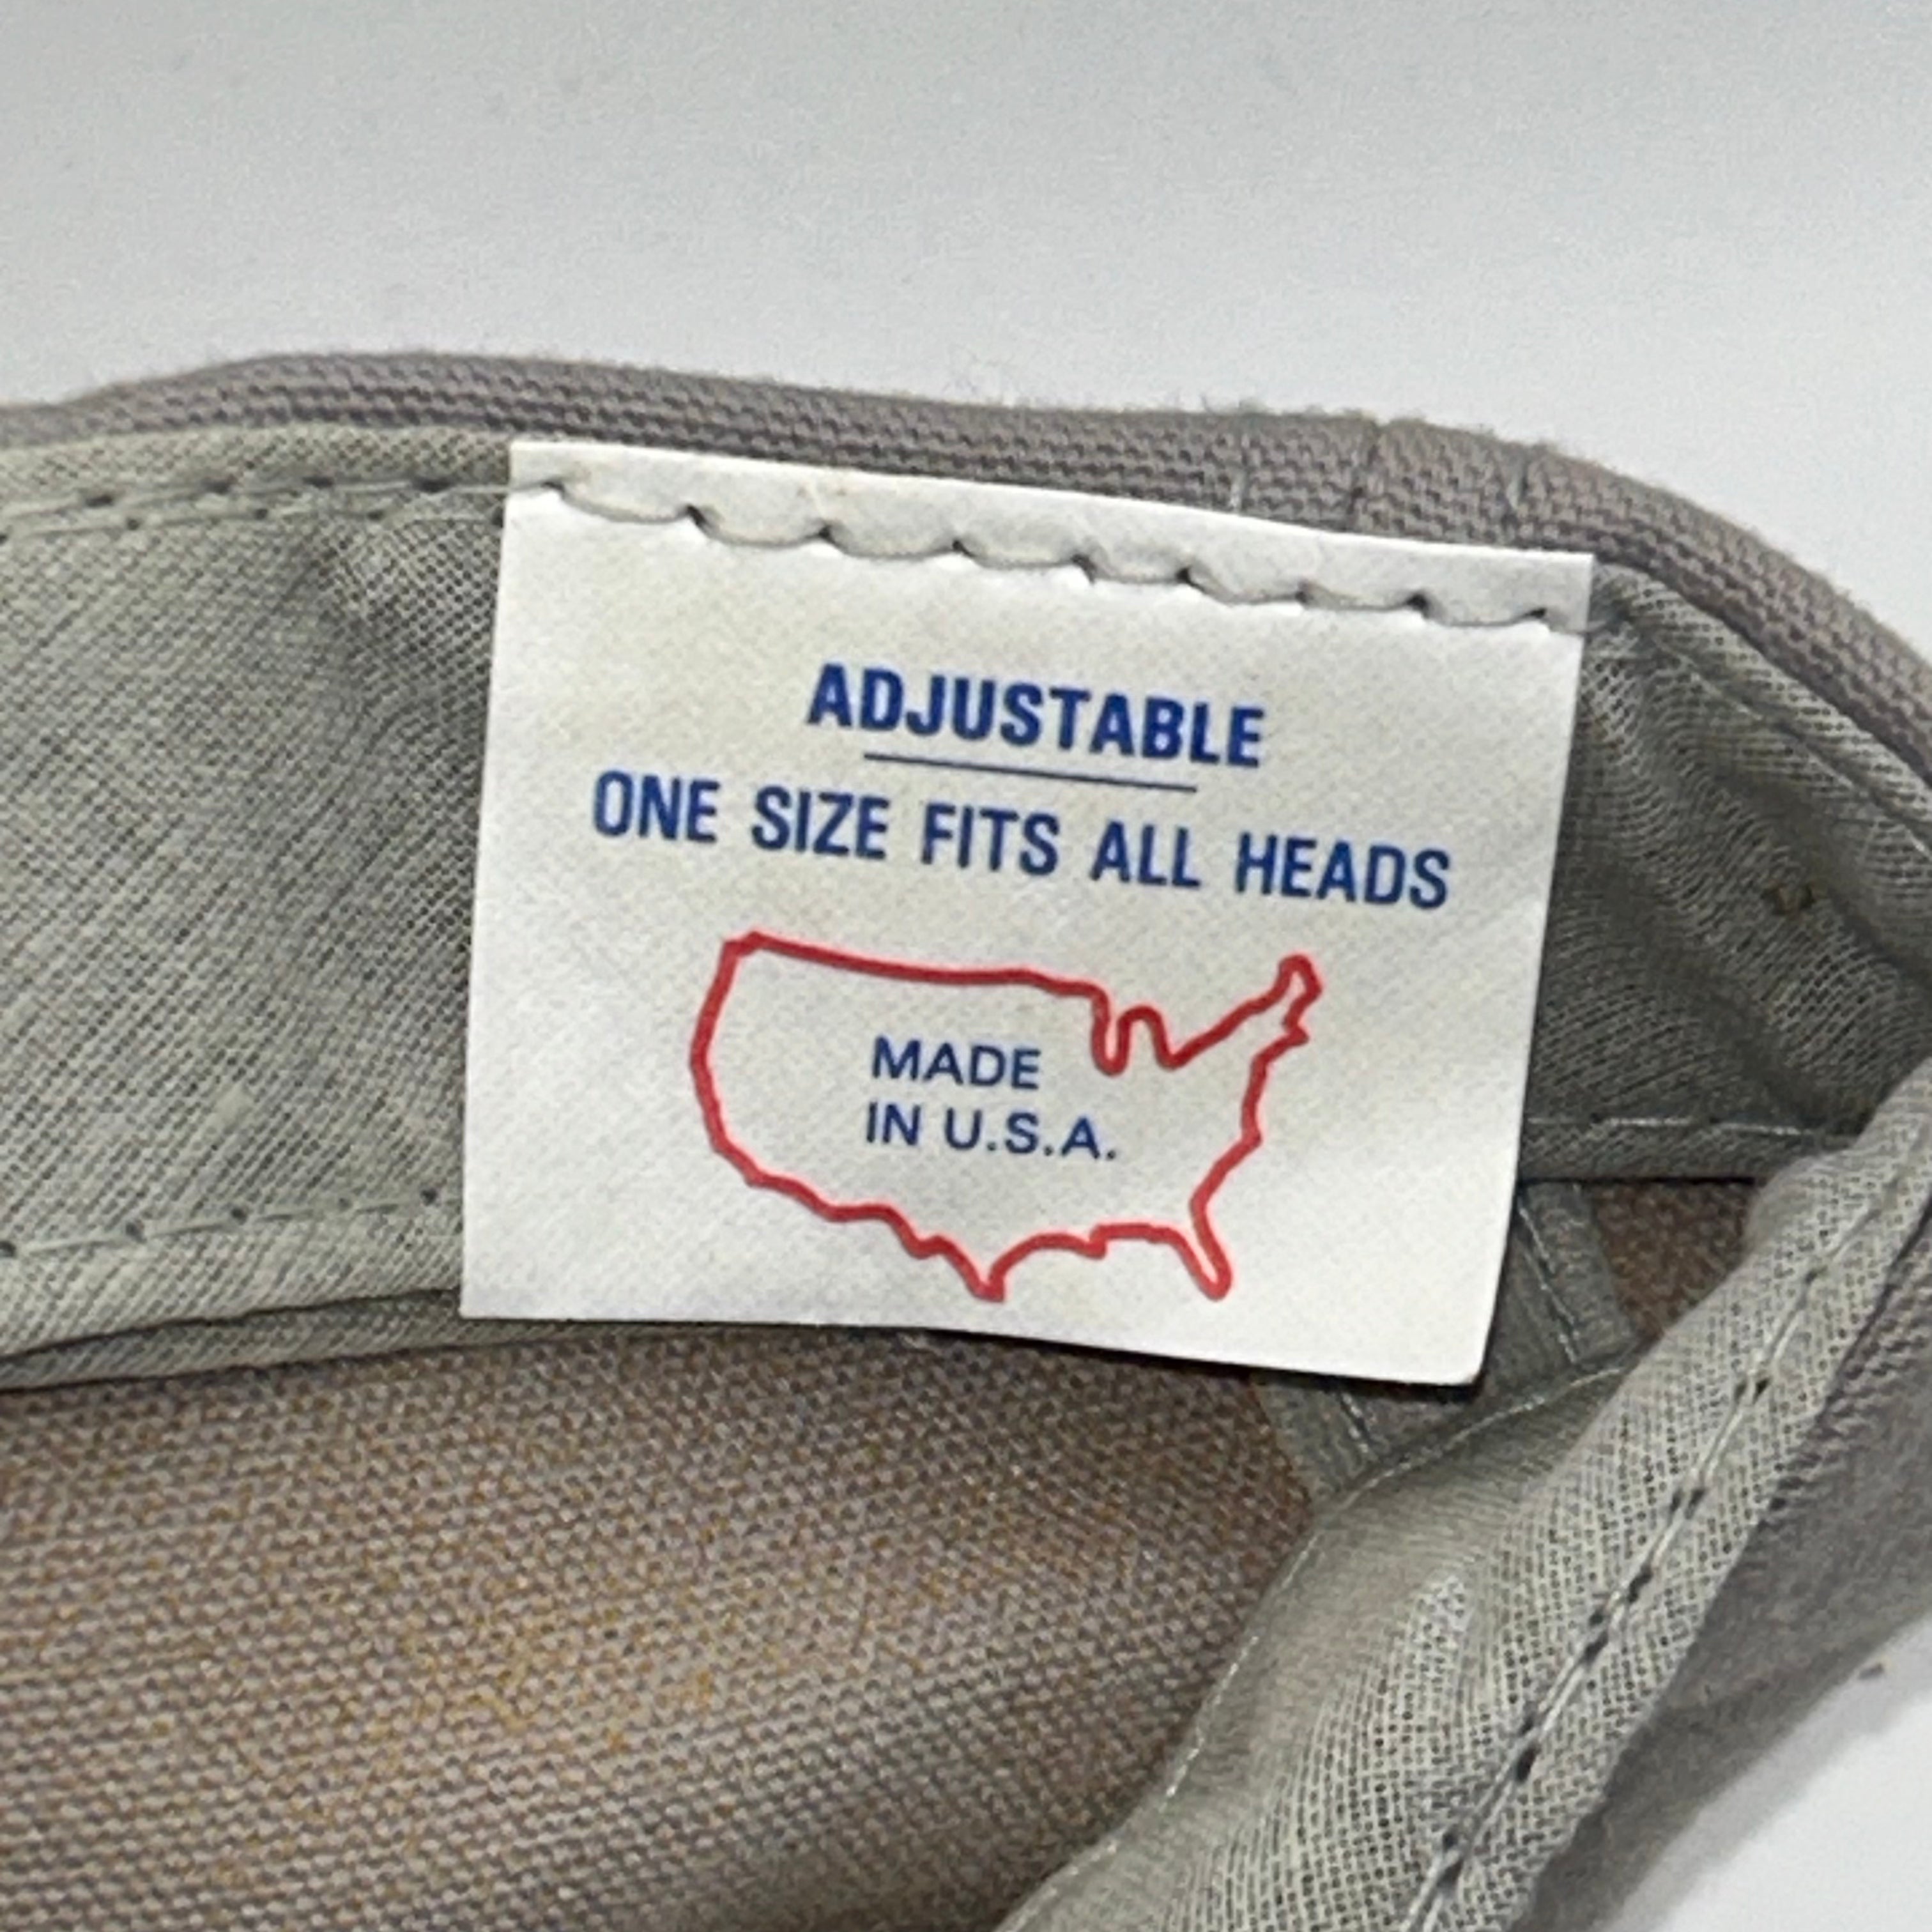 ADJUSTABLE
ONE SIZE FITS ALL HEADS
MADE
IN U.S.A.